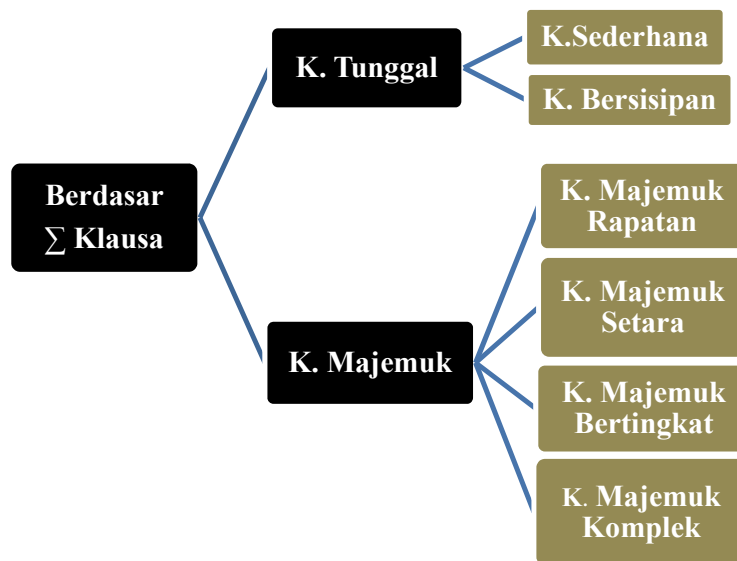 Berdasar
∑ Klausa
K. Tunggal
K.Sederhana
K. Bersisipan
K. Majemuk
K. Majemuk
Rapatan
K. Majemuk
Setara
K. Majemuk
Bertingkat
K. Majemuk
Komplek